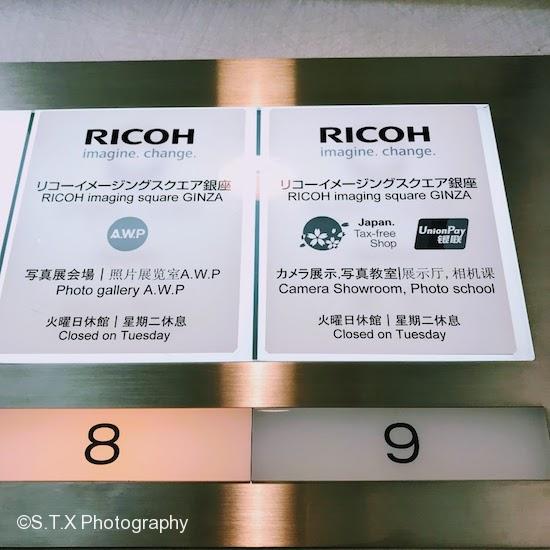 RICOH
imagine. change.
リコーイメージングスクエア銀座
RICOH imaging square GINZA
A.W.P
写真展会場｜照片展览室A.W.P
Photo gallery A.W.P
火曜日休館｜星期二休息
Closed on Tuesday
RICOH
imagine. change.
リコーイメージングスクエア銀座
RICOH imaging square GINZA
Japan.
Tax-free
Shop
UnionPay
银联
カメラ展示,写真教室|展示厅, 相机课
Camera Showroom, Photo school
火曜日休館｜星期二休息
Closed on Tuesday
8
9
©S.T.X Photography